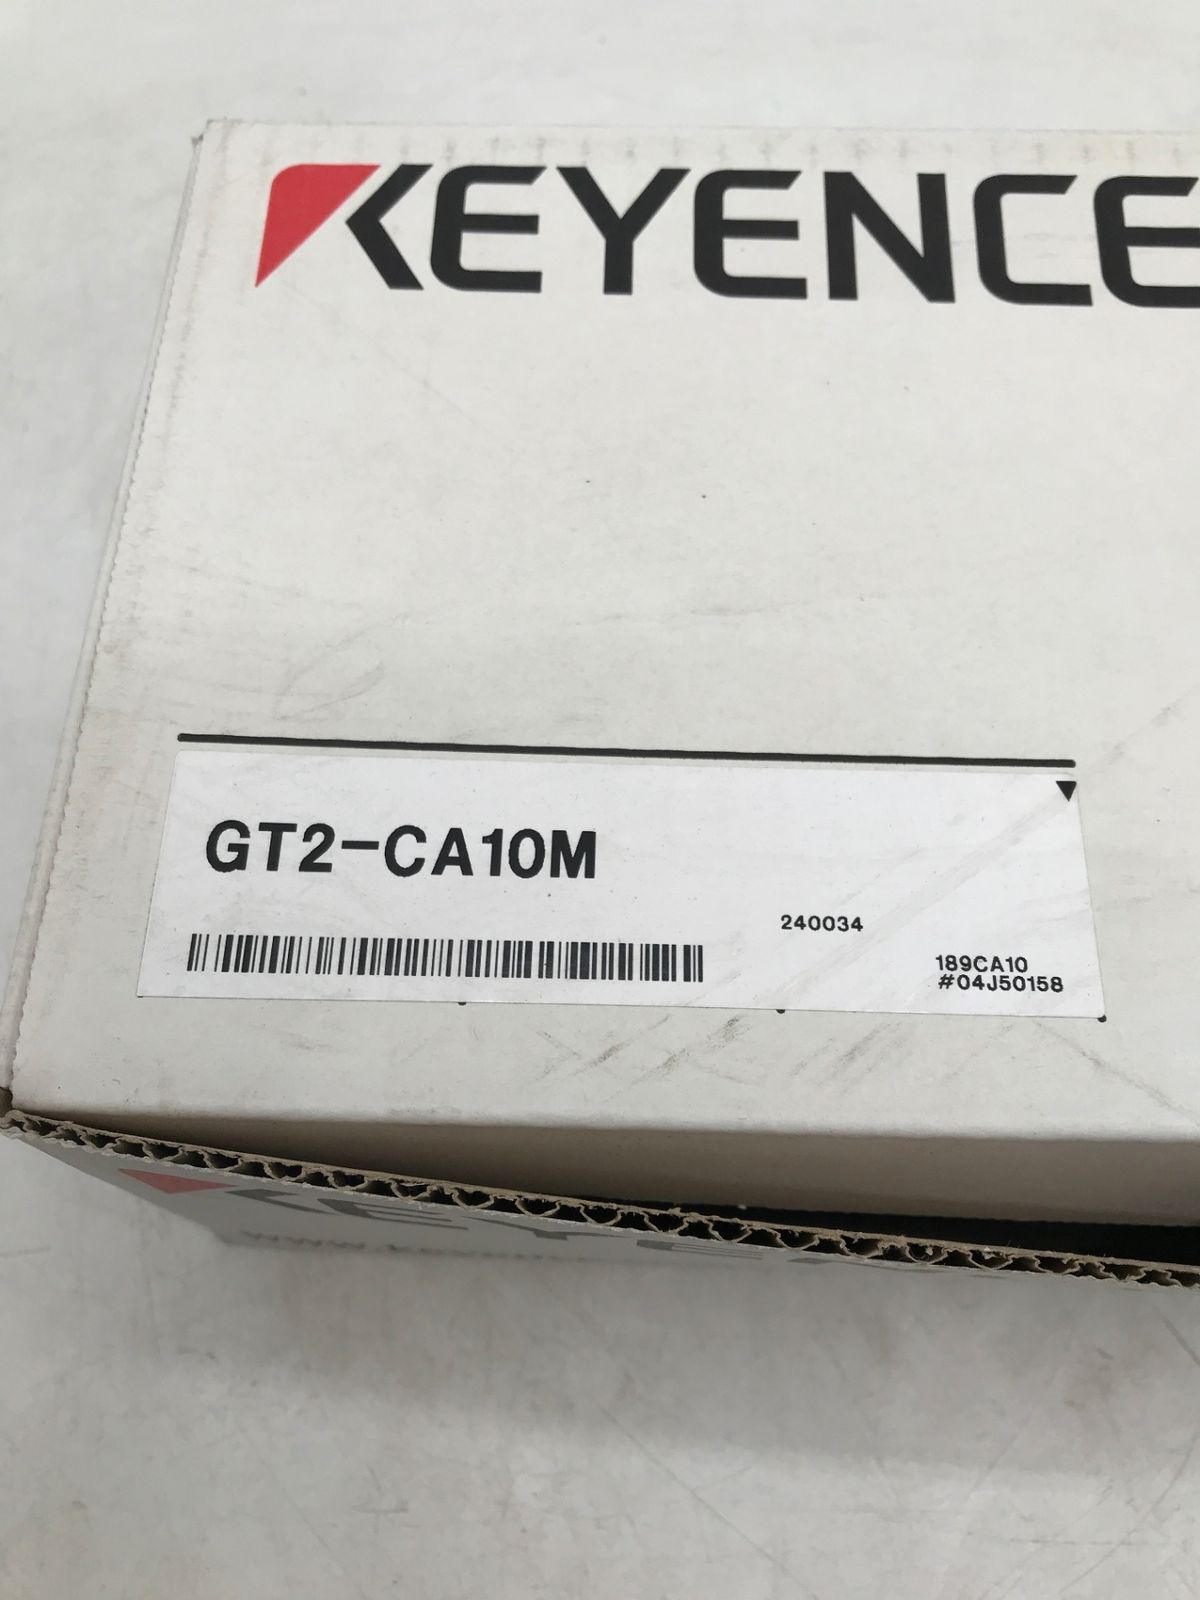 KEYENCE
GT2-CA10M
240034
189CA10
#04J50158